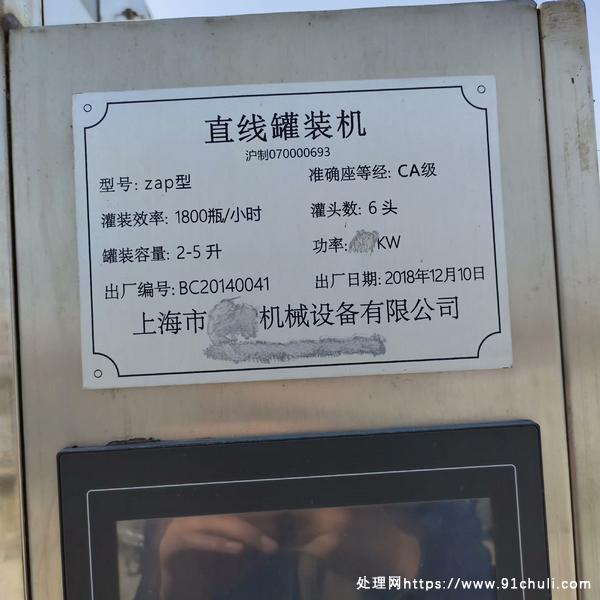 直线罐装机
沪制070000693
型号: zap型
准确座等经: CA级
灌装效率: 1800瓶/小时
灌头数: 6 头
罐装容量: 2-5 升
功率: KW
出厂编号: BC20140041
出厂日期: 2018年12月10日
上海市 机械设备有限公司
处理网https://www.91chuli.com/